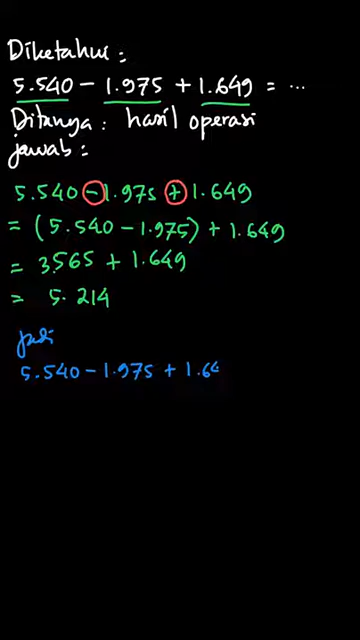 Diketahui :
5.540 - 1.975 + 1.649 = ...
Ditanya : hasil operasi
jawab :
5.540 - 1.975 + 1.649
= (5.540 - 1.975) + 1.649
= 3.565 + 1.649
= 5.214
jadi
5.540 - 1.975 + 1.64